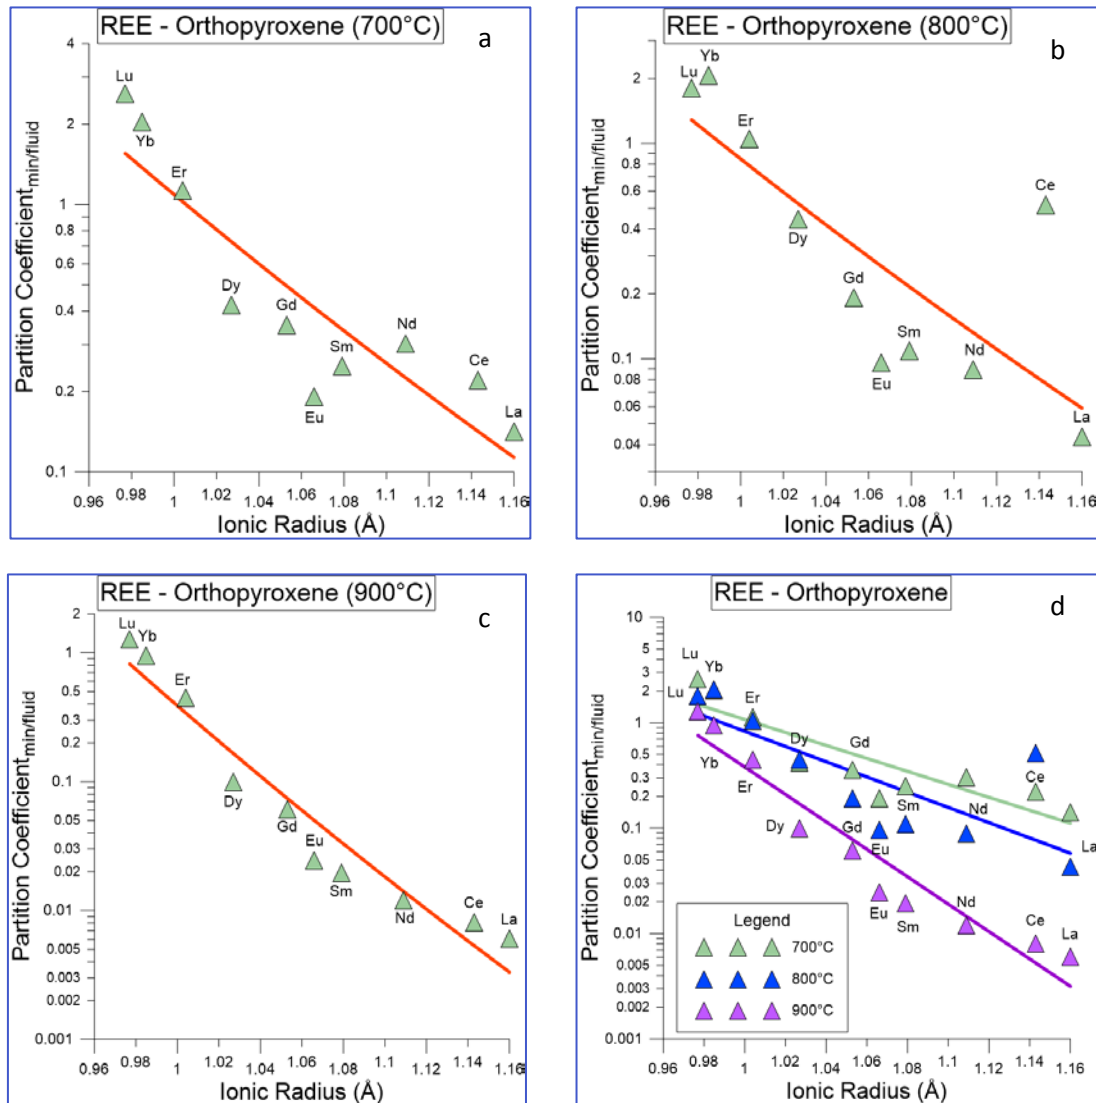 REE - Orthopyroxene (700°C)
a
Partition Coefficient min/fluid
4
2
1
0.8
0.6
0.4
0.2
0.1
Lu
Yb
Er
Dy
Gd
Eu
Sm
Nd
Ce
La
0.96 0.98 1 1.02 1.04 1.06 1.08 1.1 1.12 1.14 1.16
Ionic Radius (Å)
REE - Orthopyroxene (800°C)
b
Partition Coefficient min/fluid
2
1
0.8
0.6
0.4
0.2
0.1
0.08
0.06
0.04
Lu
Yb
Er
Dy
Gd
Eu
Sm
Nd
Ce
La
0.96 0.98 1 1.02 1.04 1.06 1.08 1.1 1.12 1.14 1.16
Ionic Radius (Å)
REE - Orthopyroxene (900°C)
c
Partition Coefficient min/fluid
2
1
0.5
0.3
0.2
0.1
0.05
0.03
0.02
0.01
0.005
0.003
0.002
0.001
Lu
Yb
Er
Dy
Gd
Eu
Sm
Nd
Ce
La
0.96 0.98 1 1.02 1.04 1.06 1.08 1.1 1.12 1.14 1.16
Ionic Radius (Å)
REE - Orthopyroxene
d
Partition Coefficient min/fluid
10
5
3
2
1
0.5
0.3
0.2
0.1
0.05
0.03
0.02
0.01
0.005
0.003
0.002
0.001
Lu
Yb
Lu
Er
Yb
Dy
Gd
Er
Ce
Sm
Nd
Dy
Gd
Eu
La
Eu
Sm
Nd
Ce
La
Legend
700°C
800°C
900°C
0.96 0.98 1 1.02 1.04 1.06 1.08 1.1 1.12 1.14 1.16
Ionic Radius (Å)